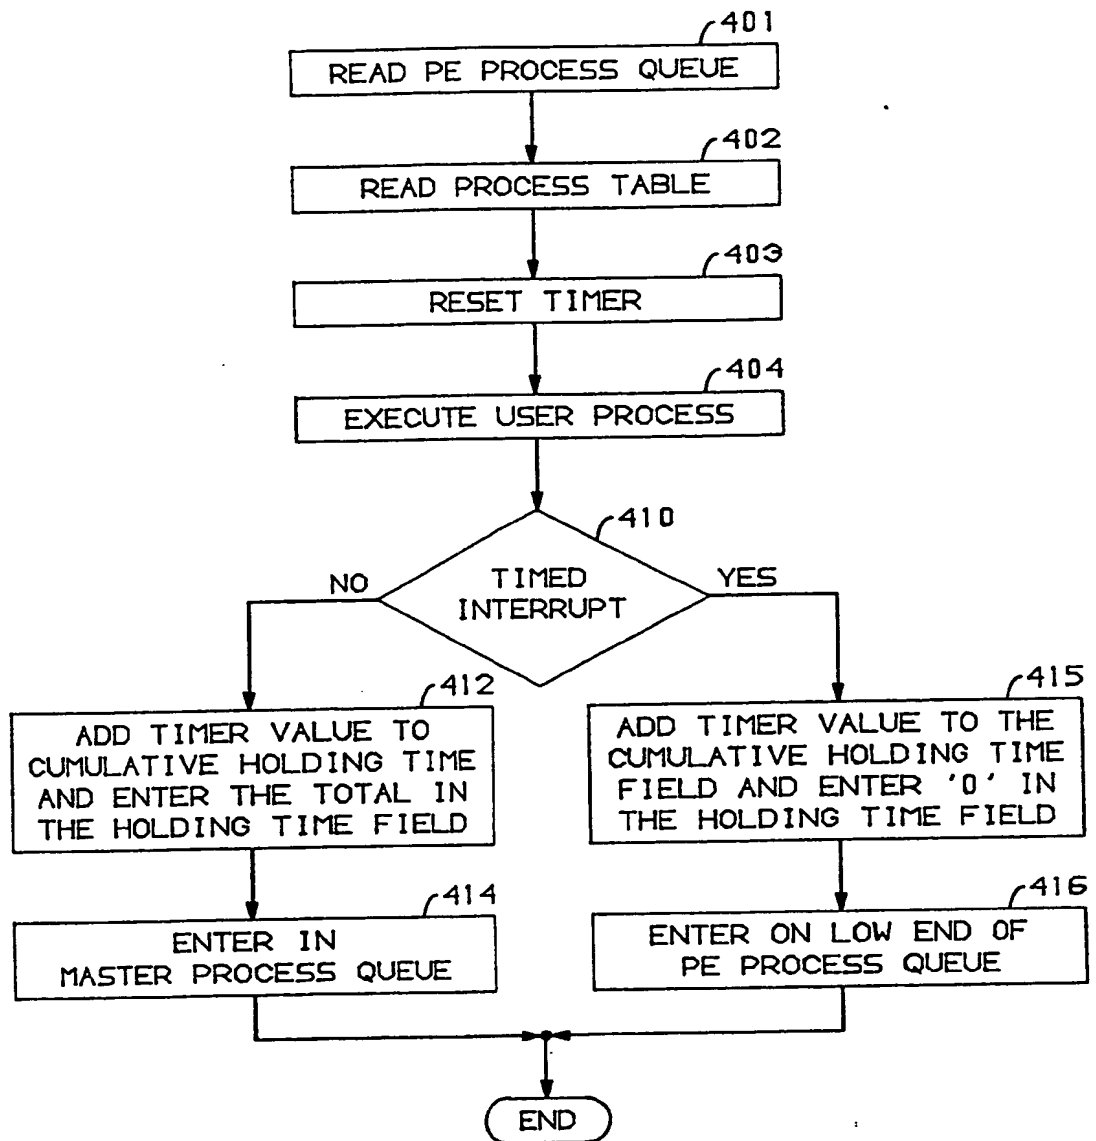 401
READ PE PROCESS QUEUE
402
READ PROCESS TABLE
403
RESET TIMER
404
EXECUTE USER PROCESS
410
TIMED
INTERRUPT
NO
YES
412
ADD TIMER VALUE TO
CUMULATIVE HOLDING TIME
AND ENTER THE TOTAL IN
THE HOLDING TIME FIELD
415
ADD TIMER VALUE TO THE
CUMULATIVE HOLDING TIME
FIELD AND ENTER '0' IN
THE HOLDING TIME FIELD
414
ENTER IN
MASTER PROCESS QUEUE
416
ENTER ON LOW END OF
PE PROCESS QUEUE
END